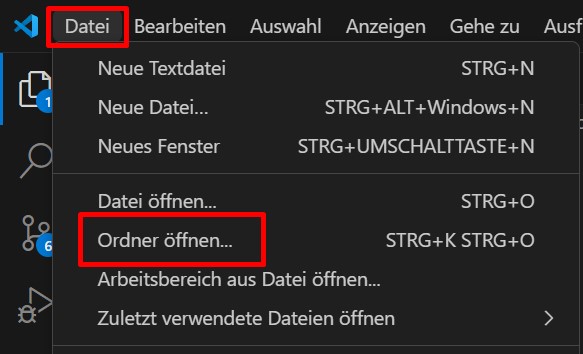 Datei Bearbeiten Auswahl Anzeigen Gehe zu Ausf
Neue Textdatei STRG+N
Neue Datei... STRG+ALT+Windows+N
Neues Fenster STRG+UMSCHALTTASTE+N
Datei öffnen... STRG+O
Ordner öffnen... STRG+K STRG+O
Arbeitsbereich aus Datei öffnen...
Zuletzt verwendete Dateien öffnen
1
6